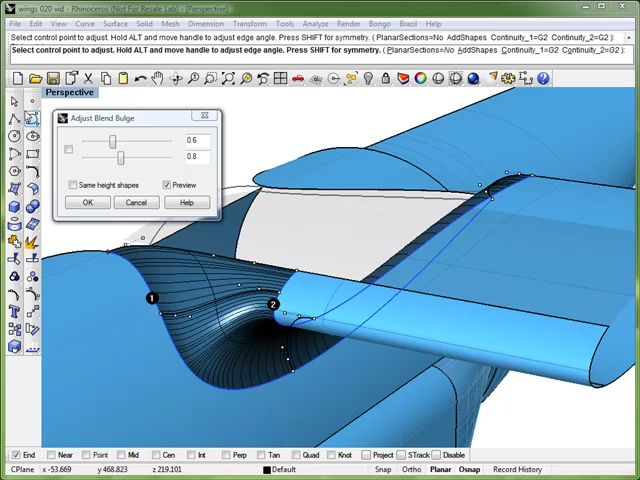 wings 020 vid - Rhinoceros (Not For Resale Lab) - [Perspective]
File Edit View Curve Surface Solid Mesh Dimension Transform Tools Analyze Render Bongo Brazil Help
Select control point to adjust. Hold ALT and move handle to adjust edge angle. Press SHIFT for symmetry. ( PlanarSections=No AddShapes Continuity_1=G2 Continuity_2=G2 ):
Select control point to adjust. Hold ALT and move handle to adjust edge angle. Press SHIFT for symmetry. ( PlanarSections=No AddShapes Continuity_1=G2 Continuity_2=G2 ):
Perspective
Adjust Blend Bulge
0.6
0.8
Same height shapes Preview
OK Cancel Help
1
2
End Near Point Mid Cen Int Perp Tan Quad Knot Project STrack Disable
CPlane x -53.669 y 468.823 z 219.101 Default Snap Ortho Planar Osnap Record History